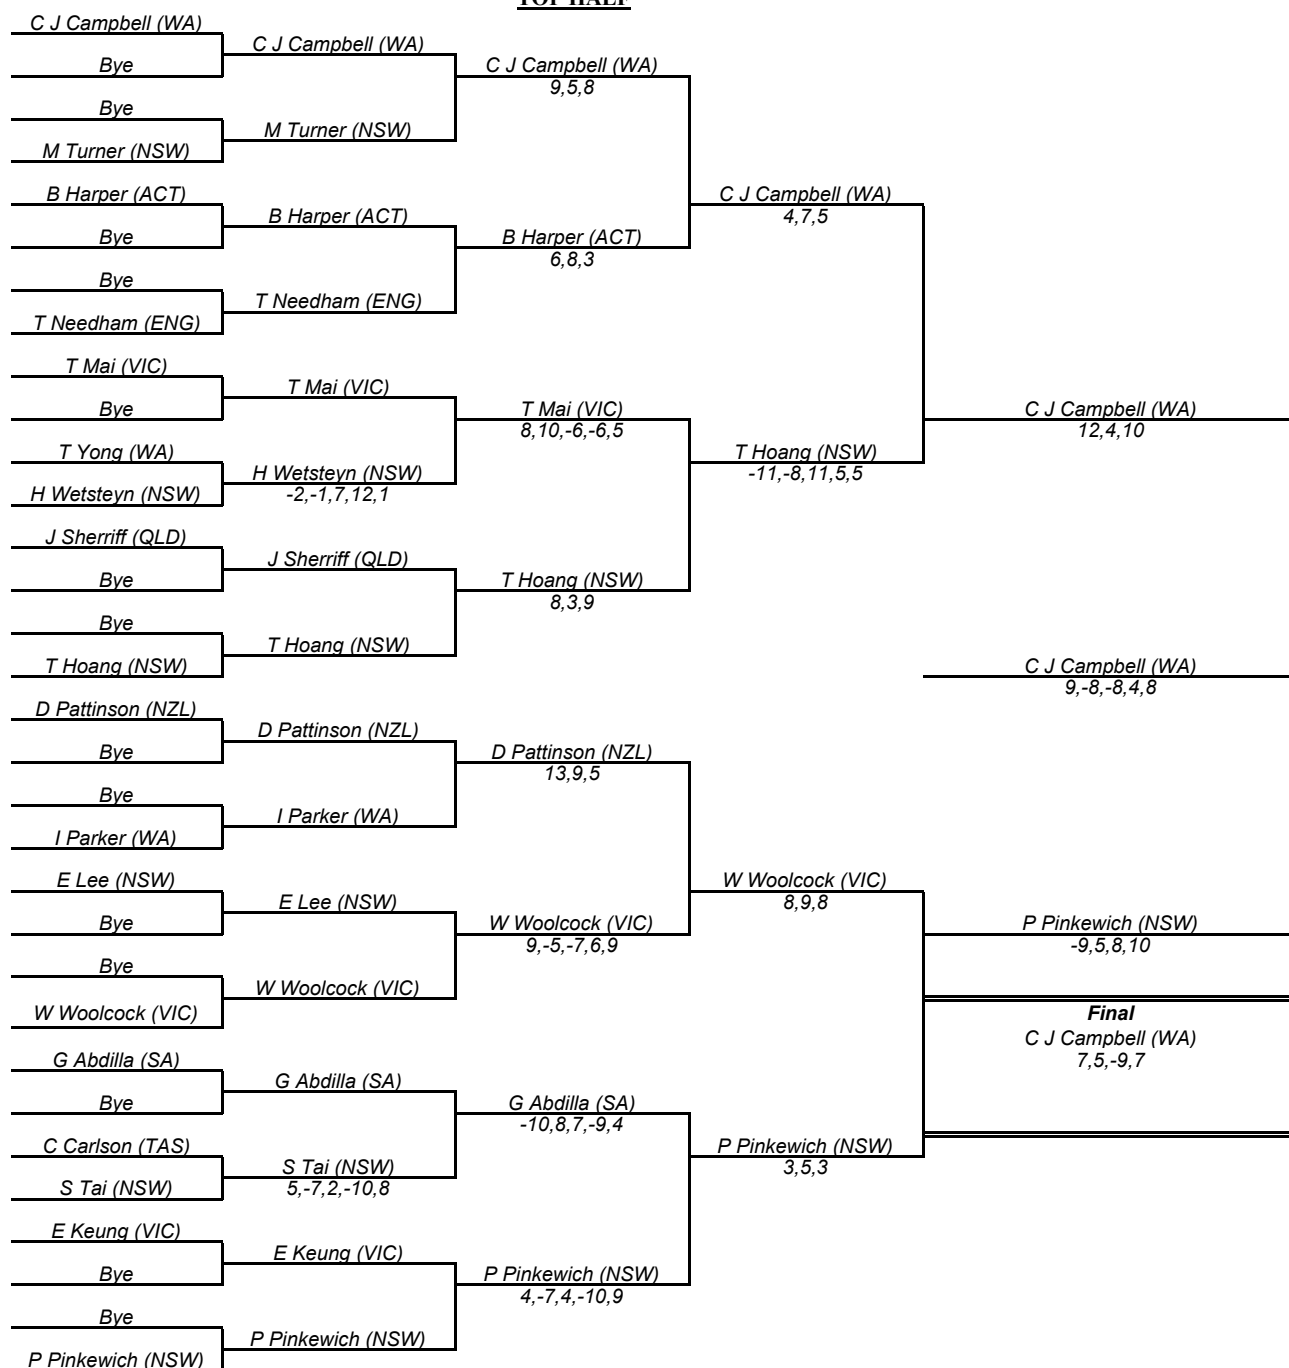 TOP HALF
C J Campbell (WA)
Bye
Bye
M Turner (NSW)
B Harper (ACT)
Bye
Bye
T Needham (ENG)
T Mai (VIC)
Bye
T Yong (WA)
H Wetsteyn (NSW)
J Sherriff (QLD)
Bye
Bye
T Hoang (NSW)
D Pattinson (NZL)
Bye
Bye
I Parker (WA)
E Lee (NSW)
Bye
Bye
W Woolcock (VIC)
G Abdilla (SA)
Bye
C Carlson (TAS)
S Tai (NSW)
E Keung (VIC)
Bye
Bye
P Pinkewich (NSW)
C J Campbell (WA)
M Turner (NSW)
B Harper (ACT)
T Needham (ENG)
T Mai (VIC)
H Wetsteyn (NSW)
-2,-1,7,12,1
J Sherriff (QLD)
T Hoang (NSW)
D Pattinson (NZL)
I Parker (WA)
E Lee (NSW)
W Woolcock (VIC)
G Abdilla (SA)
S Tai (NSW)
5,-7,2,-10,8
E Keung (VIC)
P Pinkewich (NSW)
C J Campbell (WA)
9,5,8
B Harper (ACT)
6,8,3
T Mai (VIC)
8,10,-6,-6,5
T Hoang (NSW)
8,3,9
D Pattinson (NZL)
13,9,5
W Woolcock (VIC)
9,-5,-7,6,9
G Abdilla (SA)
-10,8,7,-9,4
P Pinkewich (NSW)
4,-7,4,-10,9
C J Campbell (WA)
4,7,5
T Hoang (NSW)
-11,-8,11,5,5
W Woolcock (VIC)
8,9,8
P Pinkewich (NSW)
3,5,3
C J Campbell (WA)
12,4,10
C J Campbell (WA)
9,-8,-8,4,8
P Pinkewich (NSW)
-9,5,8,10
Final
C J Campbell (WA)
7,5,-9,7